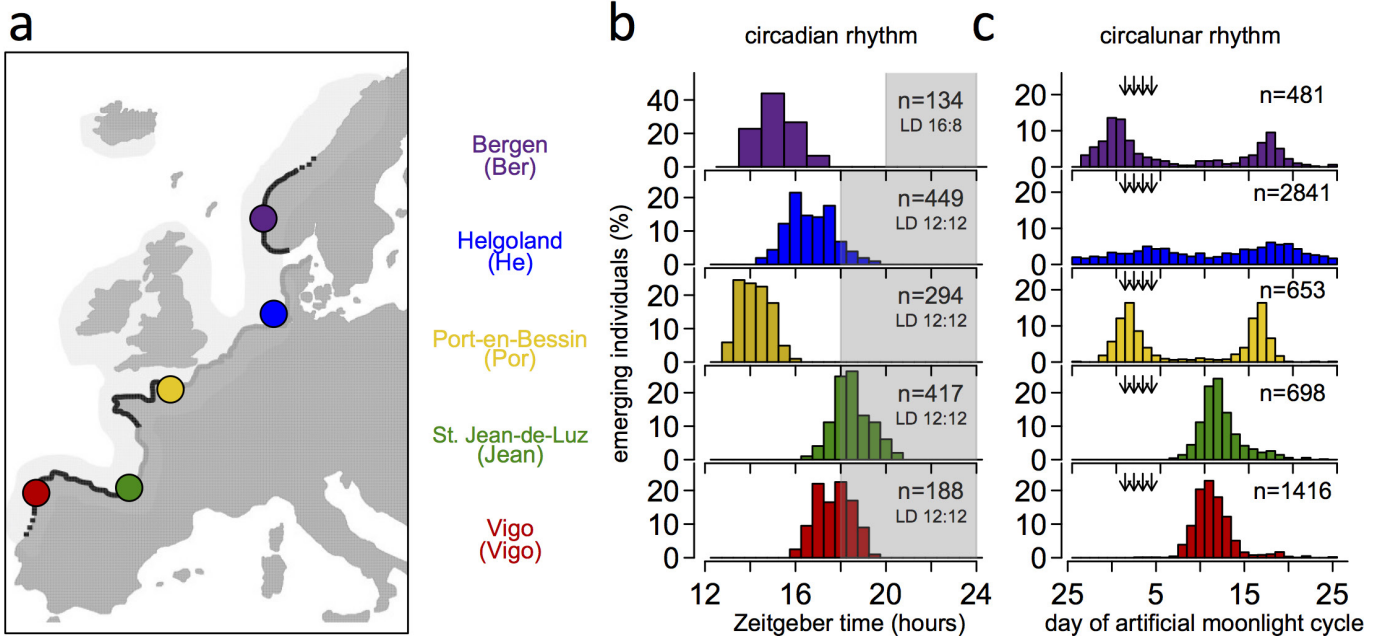 a
b
circadian rhythm
c
circalunar rhythm
Bergen
(Ber)
Helgoland
(He)
Port-en-Bessin
(Por)
St. Jean-de-Luz
(Jean)
Vigo
(Vigo)
emerging individuals (%)
40
20
0
n=134
LD 16:8
20
10
0
n=449
LD 12:12
20
10
0
n=294
LD 12:12
20
10
0
n=417
LD 12:12
20
10
0
n=188
LD 12:12
12 16 20 24
Zeitgeber time (hours)
20
10
0
n=481
20
10
0
n=2841
20
10
0
n=653
20
10
0
n=698
20
10
0
n=1416
25 5 15 25
day of artificial moonlight cycle